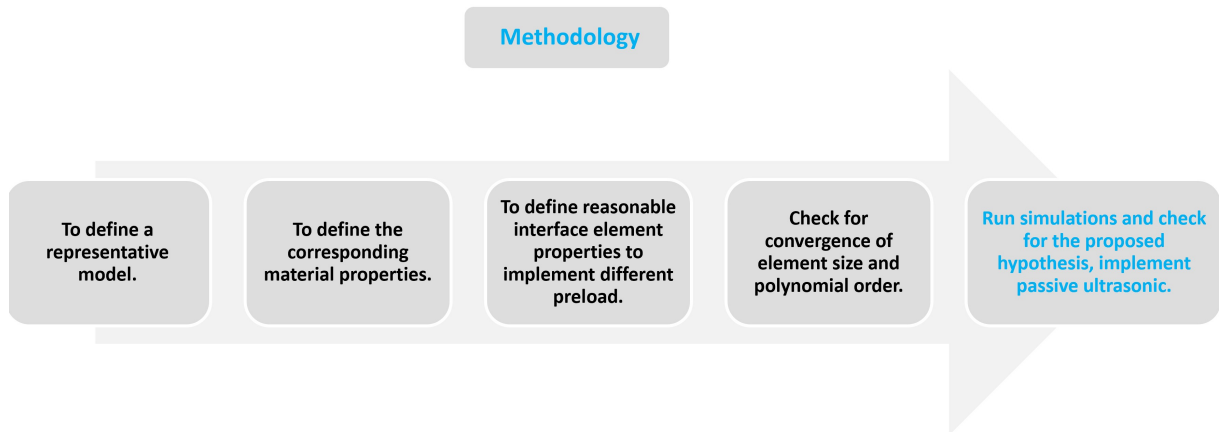 Methodology
To define a
representative
model.
To define the
corresponding
material properties.
To define reasonable
interface element
properties to
implement different
preload.
Check for
convergence of
element size and
polynomial order.
Run simulations and check
for the proposed
hypothesis, implement
passive ultrasonic.